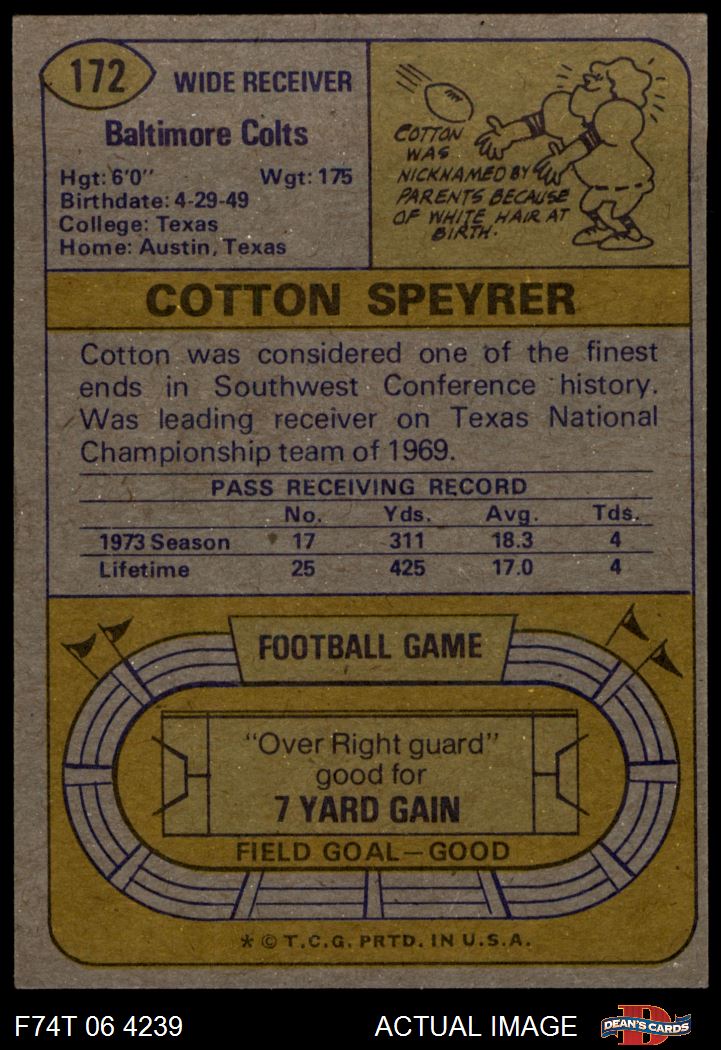 172
WIDE RECEIVER
Baltimore Colts
Hgt: 6'0" Wgt: 175
Birthdate: 4-29-49
College: Texas
Home: Austin, Texas
COTTON
WAS
NICKNAMED BY
PARENTS BECAUSE
OF WHITE HAIR AT
BIRTH.
COTTON SPEYRER
Cotton was considered one of the finest
ends in Southwest Conference history.
Was leading receiver on Texas National
Championship team of 1969.
PASS RECEIVING RECORD
No. Yds. Avg. Tds.
1973 Season 17 311 18.3 4
Lifetime 25 425 17.0 4
FOOTBALL GAME
"Over Right guard"
good for
7 YARD GAIN
FIELD GOAL—GOOD
* © T.C.G. PRTD. IN U.S.A.
F74T 06 4239 ACTUAL IMAGE D DEAN'S CARDS